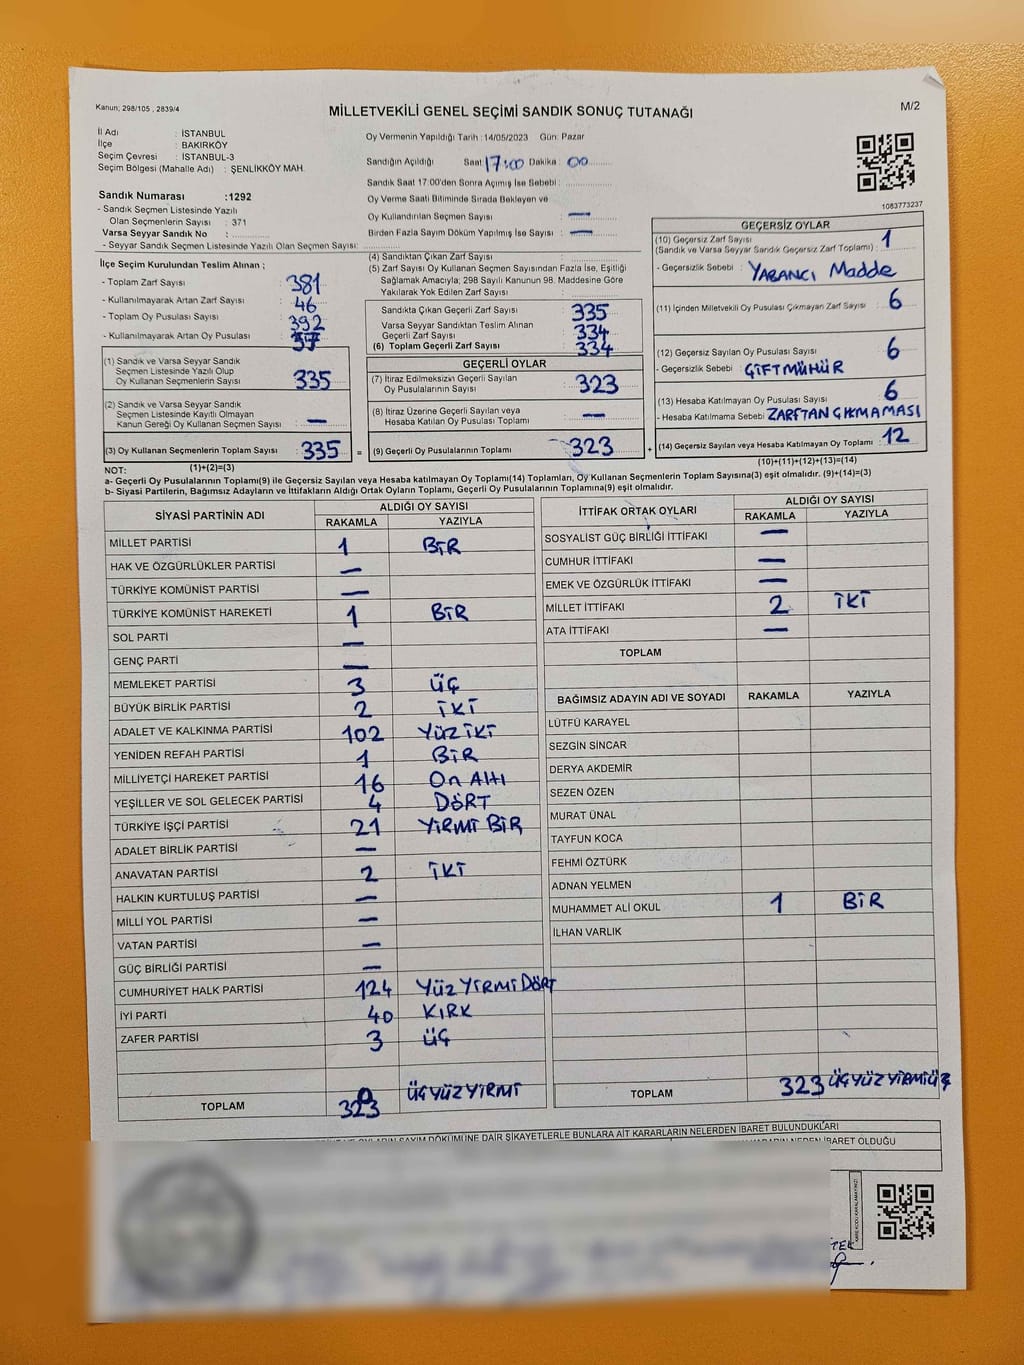 Kanun; 298/105 , 2839/4
MİLLETVEKİLİ GENEL SEÇİMİ SANDIK SONUÇ TUTANAĞI
M/2
İl Adı : İSTANBUL
İlçe : BAKIRKÖY
Seçim Çevresi : İSTANBUL-3
Seçim Bölgesi (Mahalle Adı) : ŞENLİKKÖY MAH.
Sandık Numarası :1292
- Sandık Seçmen Listesinde Yazılı
Olan Seçmenlerin Sayısı : 371
Varsa Seyyar Sandık No :
- Seyyar Sandık Seçmen Listesinde Yazılı Olan Seçmen Sayısı:
Oy Vermenin Yapıldığı Tarih :14/05/2023 Gün: Pazar
Sandığın Açıldığı Saat 17:00 Dakika : 00
Sandık Saat 17:00'den Sonra Açımış İse Sebebi :
Oy Verme Saati Bitiminde Sırada Bekleyen ve
Oy Kullandırılan Seçmen Sayısı : —
Birden Fazla Sayım Döküm Yapılmış İse Sayısı : —
1083773237
İlçe Seçim Kurulundan Teslim Alınan ;
- Toplam Zarf Sayısı : 381
- Kullanılmayarak Artan Zarf Sayısı : 46
- Toplam Oy Pusulası Sayısı : 392
- Kullanılmayarak Artan Oy Pusulası : 57
(1) Sandık ve Varsa Seyyar Sandık
Seçmen Listesinde Yazılı Olup
Oy Kullanan Seçmenlerin Sayısı : 335
(2) Sandık ve Varsa Seyyar Sandık
Seçmen Listesinde Kayıtlı Olmayan
Kanun Gereği Oy Kullanan Seçmen Sayısı : —
(3) Oy Kullanan Seçmenlerin Toplam Sayısı : 335 =
(4) Sandıktan Çıkan Zarf Sayısı :
(5) Zarf Sayısı Oy Kullanan Seçmen Sayısından Fazla İse, Eşitliği
Sağlamak Amacıyla; 298 Sayılı Kanunun 98. Maddesine Göre
Yakılarak Yok Edilen Zarf Sayısı :
Sandıkta Çıkan Geçerli Zarf Sayısı : 335
Varsa Seyyar Sandıktan Teslim Alınan
Geçerli Zarf Sayısı : 334
(6) Toplam Geçerli Zarf Sayısı : 334
GEÇERLİ OYLAR
(7) İtiraz Edilmeksizin Geçerli Sayılan
Oy Pusulalarının Sayısı : 323
(8) İtiraz Üzerine Geçerli Sayılan veya
Hesaba Katılan Oy Pusulası Toplamı : —
(9) Geçerli Oy Pusulalarının Toplamı : 323 +
GEÇERSİZ OYLAR
(10) Geçersiz Zarf Sayısı : 1
(Sandık ve Varsa Seyyar Sandık Geçersiz Zarf Toplamı)
- Geçersizlik Sebebi : YABANCI Madde
(11) İçinden Milletvekili Oy Pusulası Çıkmayan Zarf Sayısı : 6
(12) Geçersiz Sayılan Oy Pusulası Sayısı : 6
- Geçersizlik Sebebi : ÇİFT MÜHÜR
(13) Hesaba Katılmayan Oy Pusulası Sayısı : 6
- Hesaba Katılmama Sebebi : ZARFTAN ÇIKMAMASI
(14) Geçersiz Sayılan veya Hesaba Katılmayan Oy Toplamı : 12
NOT: (1)+(2)=(3)
(10)+(11)+(12)+(13)=(14)
a- Geçerli Oy Pusulalarının Toplamı(9) ile Geçersiz Sayılan veya Hesaba katılmayan Oy Toplamı(14) Toplamları, Oy Kullanan Seçmenlerin Toplam Sayısına(3) eşit olmalıdır. (9)+(14)=(3)
b- Siyasi Partilerin, Bağımsız Adayların ve İttifakların Aldığı Ortak Oyların Toplamı, Geçerli Oy Pusulalarının Toplamına(9) eşit olmalıdır.
SİYASİ PARTİNİN ADI ALDIĞI OY SAYISI
RAKAMLA YAZIYLA
MİLLET PARTİSİ 1 BİR
HAK VE ÖZGÜRLÜKLER PARTİSİ —
TÜRKİYE KOMÜNİST PARTİSİ —
TÜRKİYE KOMÜNİST HAREKETİ 1 BİR
SOL PARTİ —
GENÇ PARTİ —
MEMLEKET PARTİSİ 3 ÜÇ
BÜYÜK BİRLİK PARTİSİ 2 İKİ
ADALET VE KALKINMA PARTİSİ 102 YÜZ İKİ
YENİDEN REFAH PARTİSİ 1 BİR
MİLLİYETÇİ HAREKET PARTİSİ 16 On Altı
YEŞİLLER VE SOL GELECEK PARTİSİ 4 DÖRT
TÜRKİYE İŞÇİ PARTİSİ 21 YİRMİ BİR
ADALET BİRLİK PARTİSİ —
ANAVATAN PARTİSİ 2 İKİ
HALKIN KURTULUŞ PARTİSİ —
MİLLİ YOL PARTİSİ —
VATAN PARTİSİ —
GÜÇ BİRLİĞİ PARTİSİ —
CUMHURİYET HALK PARTİSİ 124 YÜZ YİRMİ DÖRT
İYİ PARTİ 40 KIRK
ZAFER PARTİSİ 3 ÜÇ
TOPLAM 323 ÜÇYÜZ YİRMİ
İTTİFAK ORTAK OYLARI ALDIĞI OY SAYISI
RAKAMLA YAZIYLA
SOSYALİST GÜÇ BİRLİĞİ İTTİFAKI —
CUMHUR İTTİFAKI —
EMEK VE ÖZGÜRLÜK İTTİFAKI —
MİLLET İTTİFAKI 2 İKİ
ATA İTTİFAKI —
TOPLAM
BAĞIMSIZ ADAYIN ADI VE SOYADI RAKAMLA YAZIYLA
LÜTFÜ KARAYEL
SEZGİN SİNCAR
DERYA AKDEMİR
SEZEN ÖZEN
MURAT ÜNAL
TAYFUN KOCA
FEHMİ ÖZTÜRK
ADNAN YELMEN
MUHAMMET ALİ OKUL 1 BİR
İLHAN VARLIK
TOPLAM 323 ÜÇYÜZ YİRMİÜÇ
OYLARIN SAYIM DÖKÜMÜNE DAİR ŞİKAYETLERLE BUNLARA AİT KARARLARIN NELERDEN İBARET BULUNDUKLARI
KARARIN NEDEN İBARET OLDUĞU